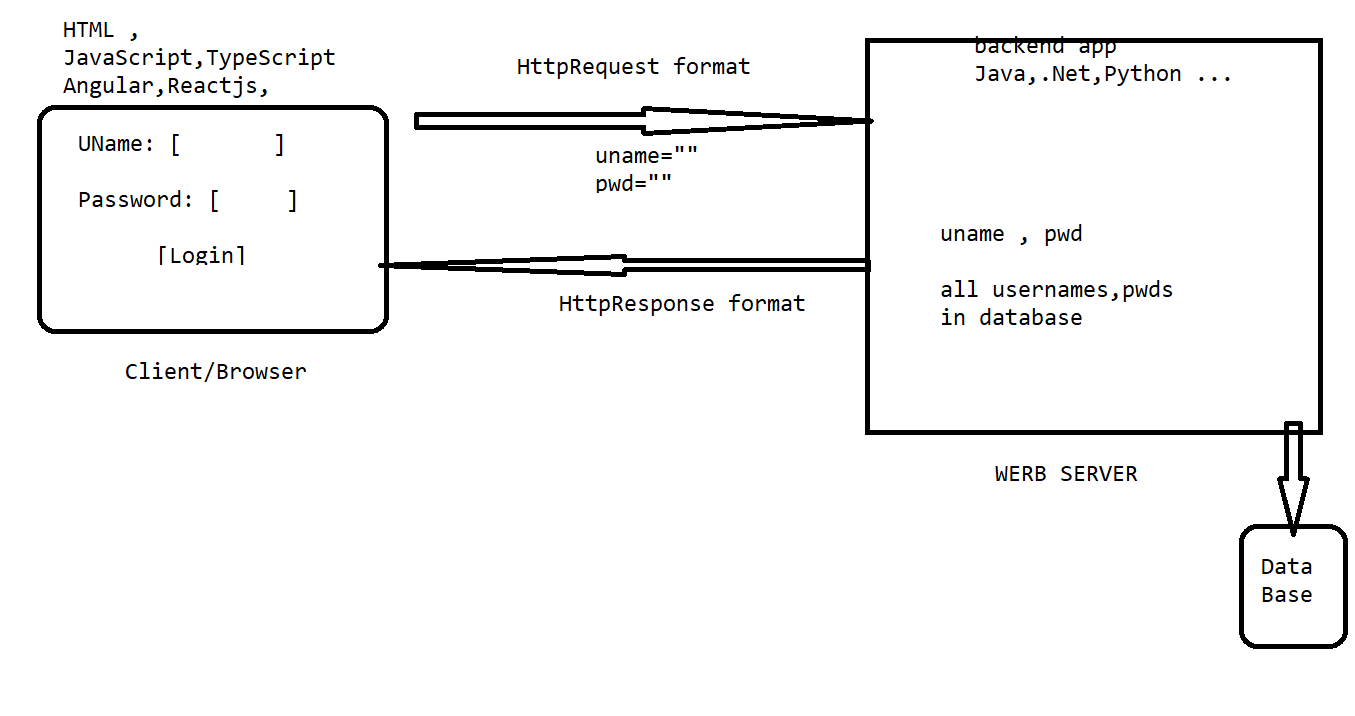 HTML ,
JavaScript,TypeScript
Angular,Reactjs,
UName: [       ]
Password: [     ]
[Login]
Client/Browser
HttpRequest format
uname=""
pwd=""
HttpResponse format
backend app
Java,.Net,Python ...
uname , pwd
all usernames,pwds
in database
WERB SERVER
Data
Base